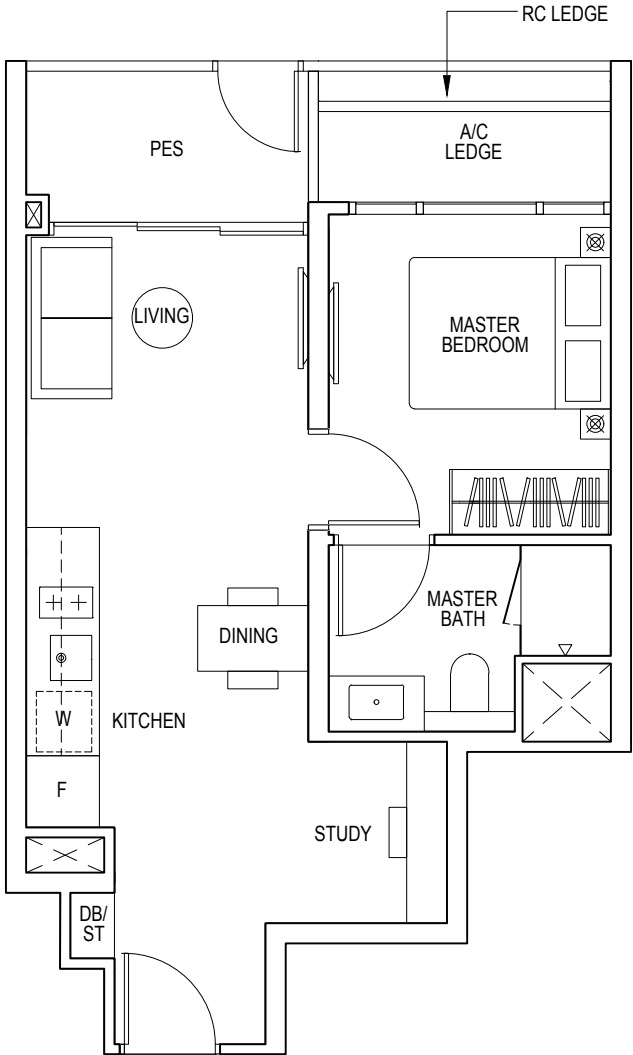 RC LEDGE
PES
A/C
LEDGE
LIVING
MASTER
BEDROOM
DINING
MASTER
BATH
W
KITCHEN
F
STUDY
DB/
ST